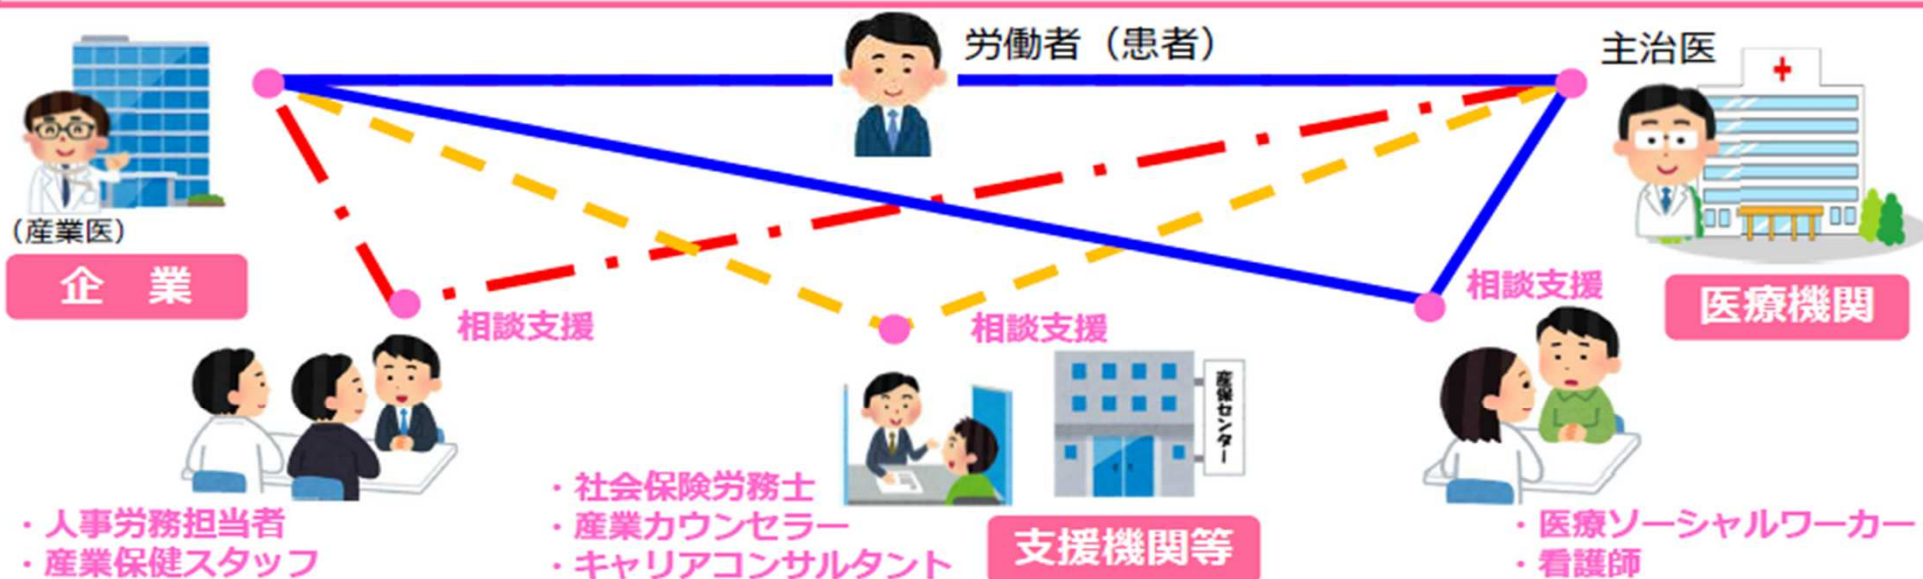 労働者（患者）
主治医
（産業医）
企　業
相談支援
相談支援
相談支援
医療機関
産保センター
・人事労務担当者
・産業保健スタッフ
・社会保険労務士
・産業カウンセラー
・キャリアコンサルタント
支援機関等
・医療ソーシャルワーカー
・看護師